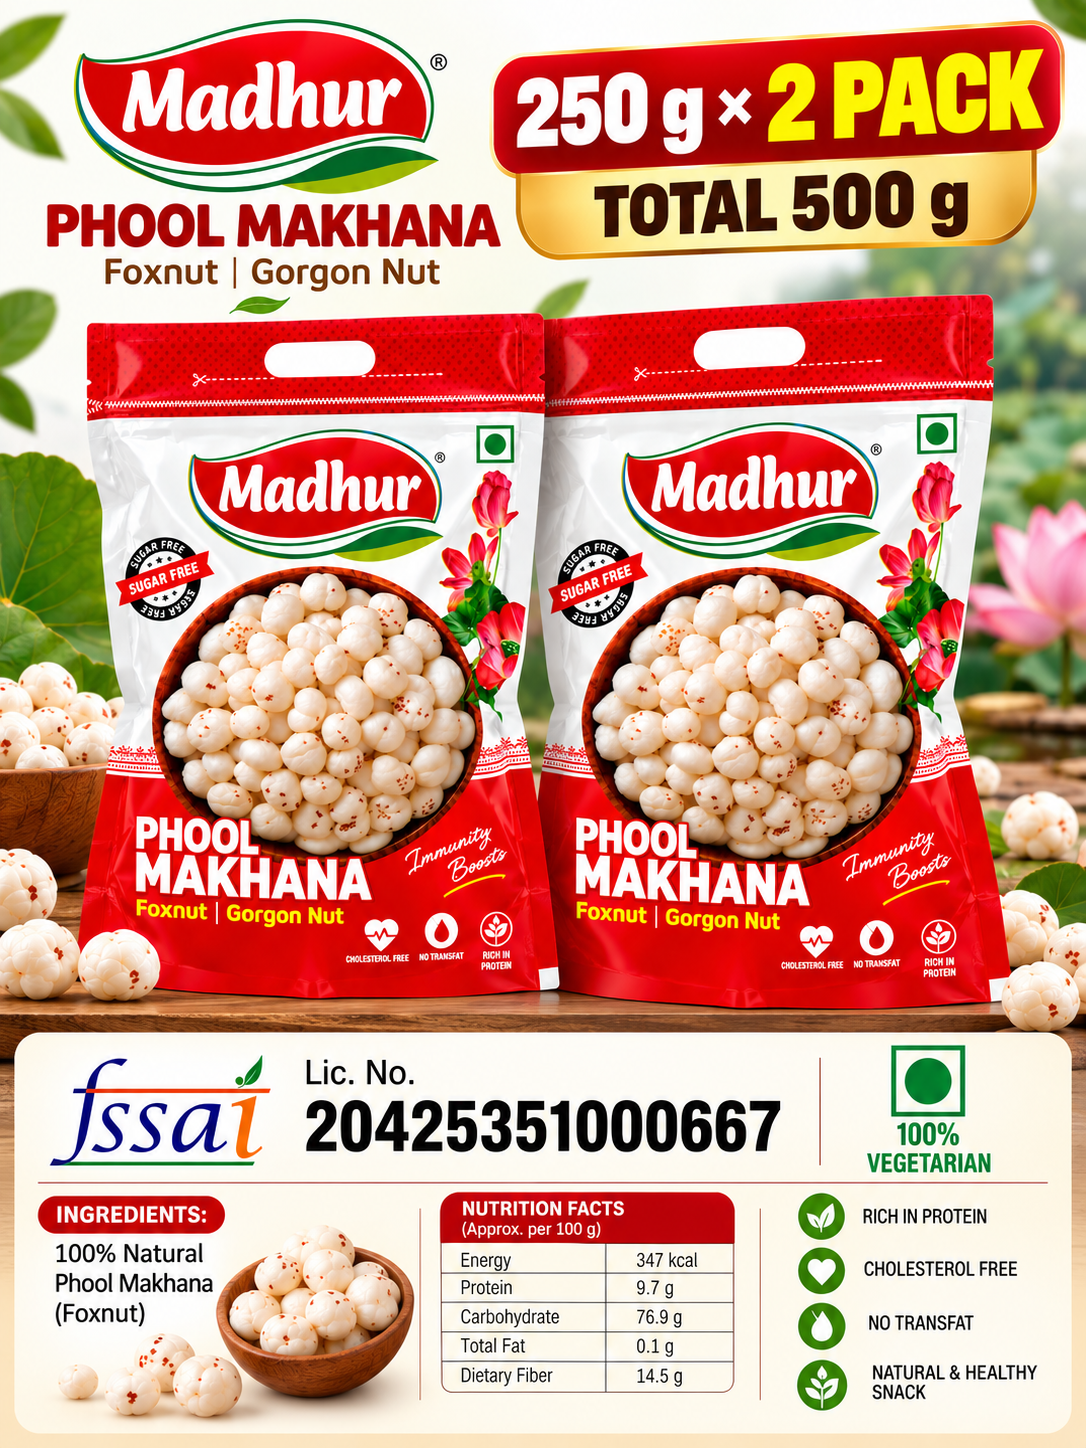 Madhur ®
PHOOL MAKHANA
Foxnut | Gorgon Nut
250 g × 2 PACK
TOTAL 500 g
Madhur ®
SUGAR FREE
SUGAR FREE
SUGAR FREE
PHOOL
MAKHANA
Foxnut | Gorgon Nut
Immunity
Boosts
CHOLESTEROL FREE
NO TRANSFAT
RICH IN
PROTEIN
Madhur ®
SUGAR FREE
SUGAR FREE
SUGAR FREE
PHOOL
MAKHANA
Foxnut | Gorgon Nut
Immunity
Boosts
CHOLESTEROL FREE
NO TRANSFAT
RICH IN
PROTEIN
fssai
Lic. No.
20425351000667
100%
VEGETARIAN
INGREDIENTS:
100% Natural
Phool Makhana
(Foxnut)
NUTRITION FACTS
(Approx. per 100 g)
Energy 347 kcal
Protein 9.7 g
Carbohydrate 76.9 g
Total Fat 0.1 g
Dietary Fiber 14.5 g
RICH IN PROTEIN
CHOLESTEROL FREE
NO TRANSFAT
NATURAL & HEALTHY
SNACK